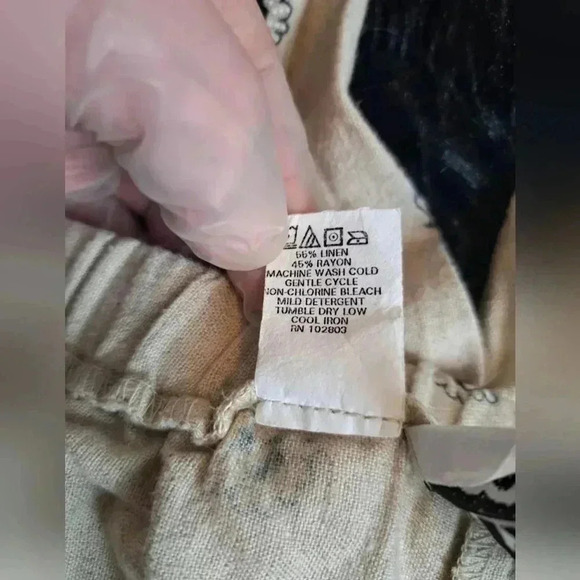 55% LINEN
45% RAYON
MACHINE WASH COLD
GENTLE CYCLE
NON-CHLORINE BLEACH
MILD DETERGENT
TUMBLE DRY LOW
COOL IRON
RN 102803